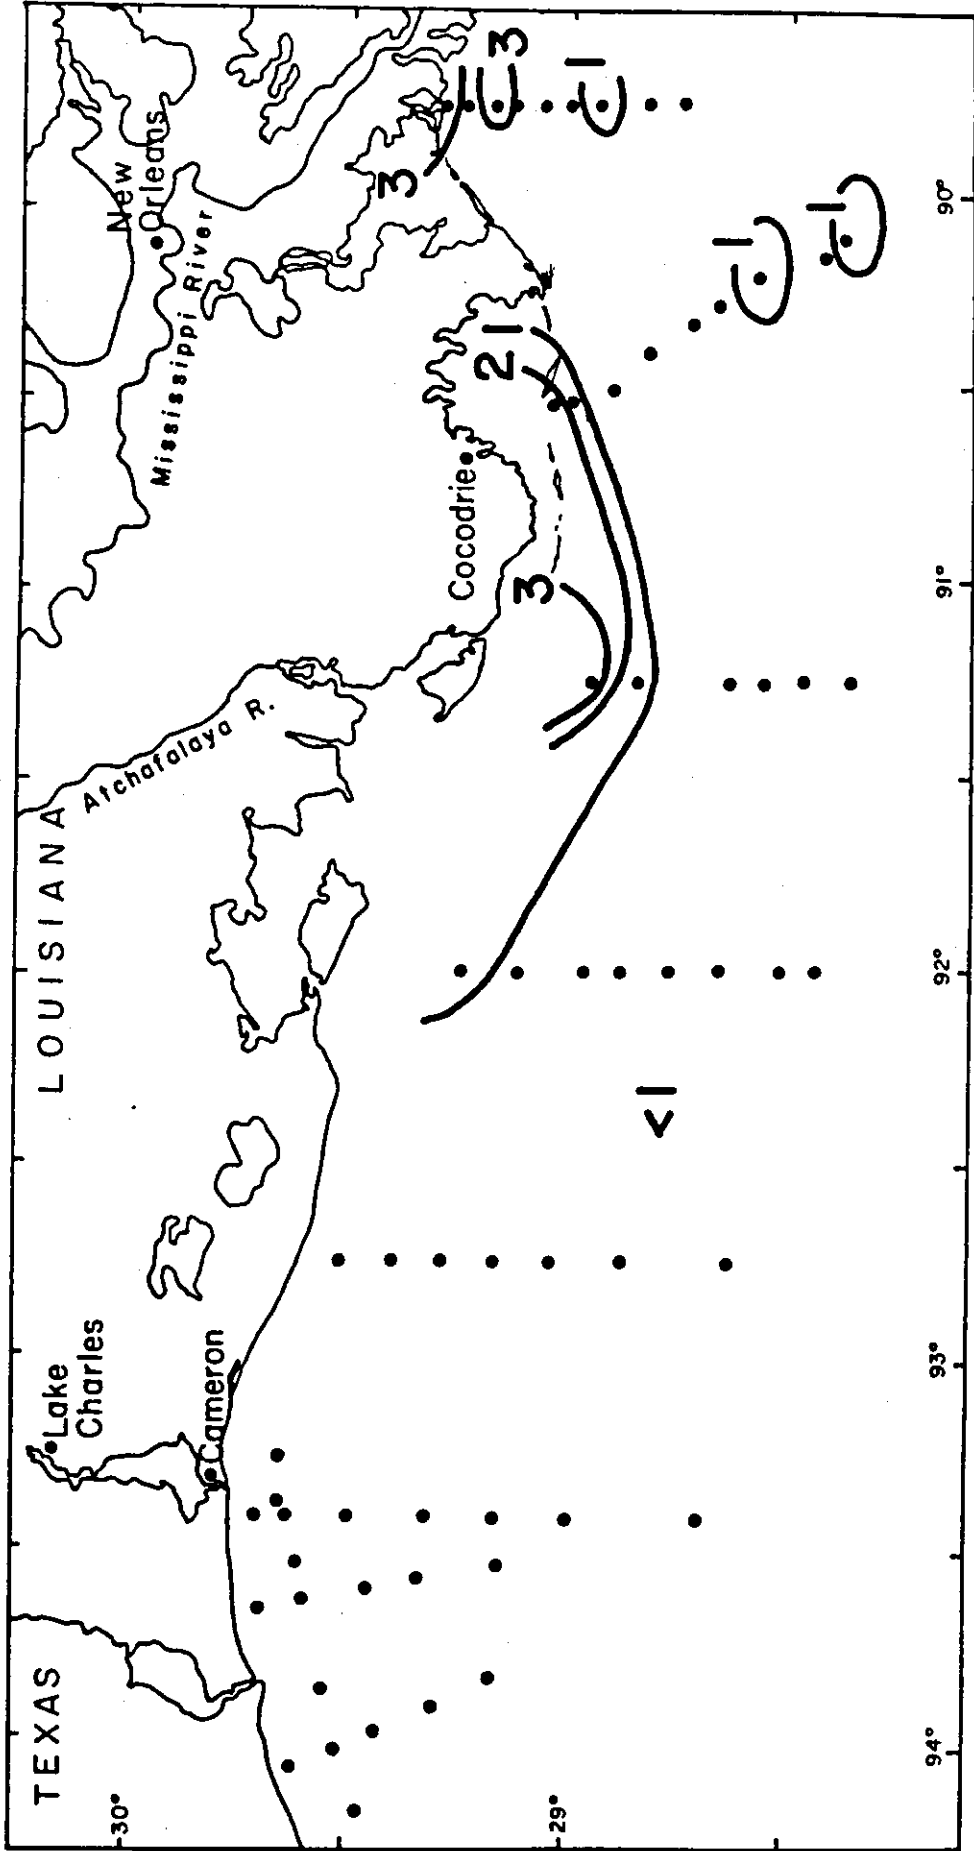 TEXAS
LOUISIANA
Lake
Charles
Cameron
Atchafalaya R.
Mississippi River
New
Orleans
Cocodrie
3
3
1
3
2
1
1
1
<1
30°
29°
94°
93°
92°
91°
90°